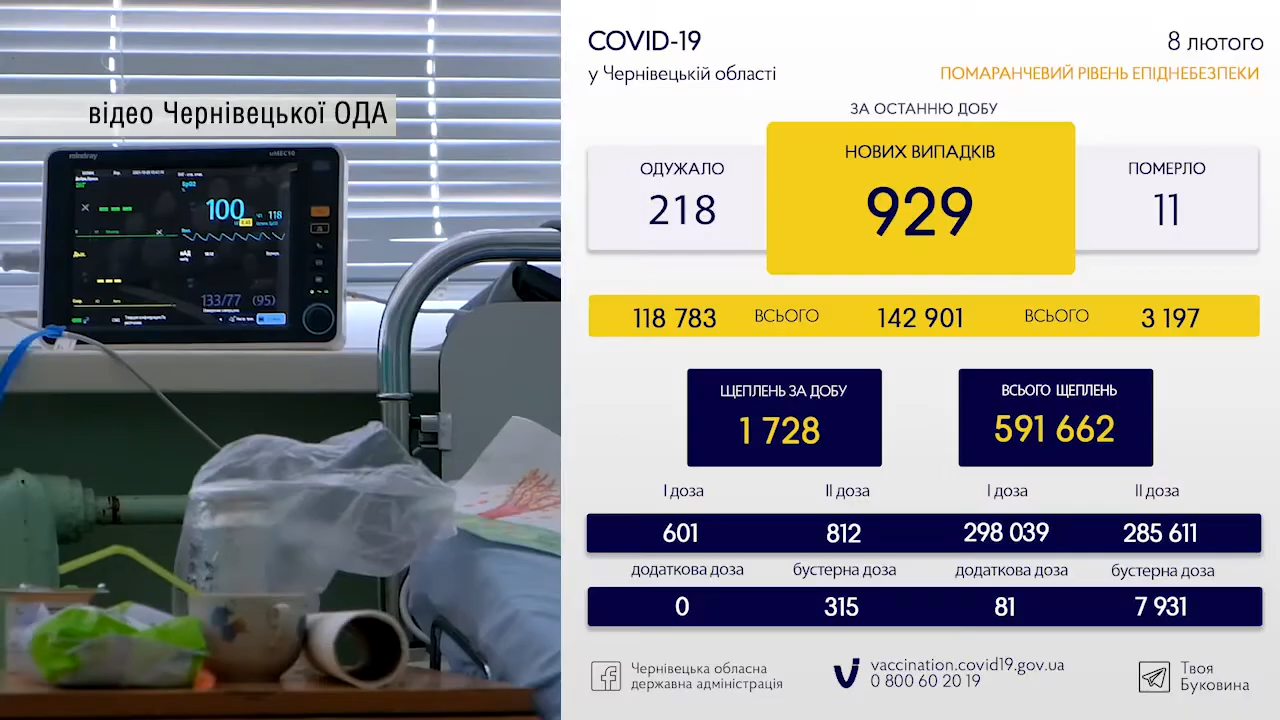 відео Чернівецької ОДА
mindray
uMEC10
100
118
133/77 (95)
COVID-19
8 лютого
у Чернівецькій області
ПОМАРАНЧЕВИЙ РІВЕНЬ ЕПІДНЕБЕЗПЕКИ
ЗА ОСТАННЮ ДОБУ
ОДУЖАЛО
218
НОВИХ ВИПАДКІВ
929
ПОМЕРЛО
11
118 783 ВСЬОГО 142 901 ВСЬОГО 3 197
ЩЕПЛЕНЬ ЗА ДОБУ
1 728
ВСЬОГО ЩЕПЛЕНЬ
591 662
І доза ІІ доза І доза ІІ доза
601 812 298 039 285 611
додаткова доза бустерна доза додаткова доза бустерна доза
0 315 81 7 931
Чернівецька обласна
державна адміністрація
vaccination.covid19.gov.ua
0 800 60 20 19
Твоя
Буковина